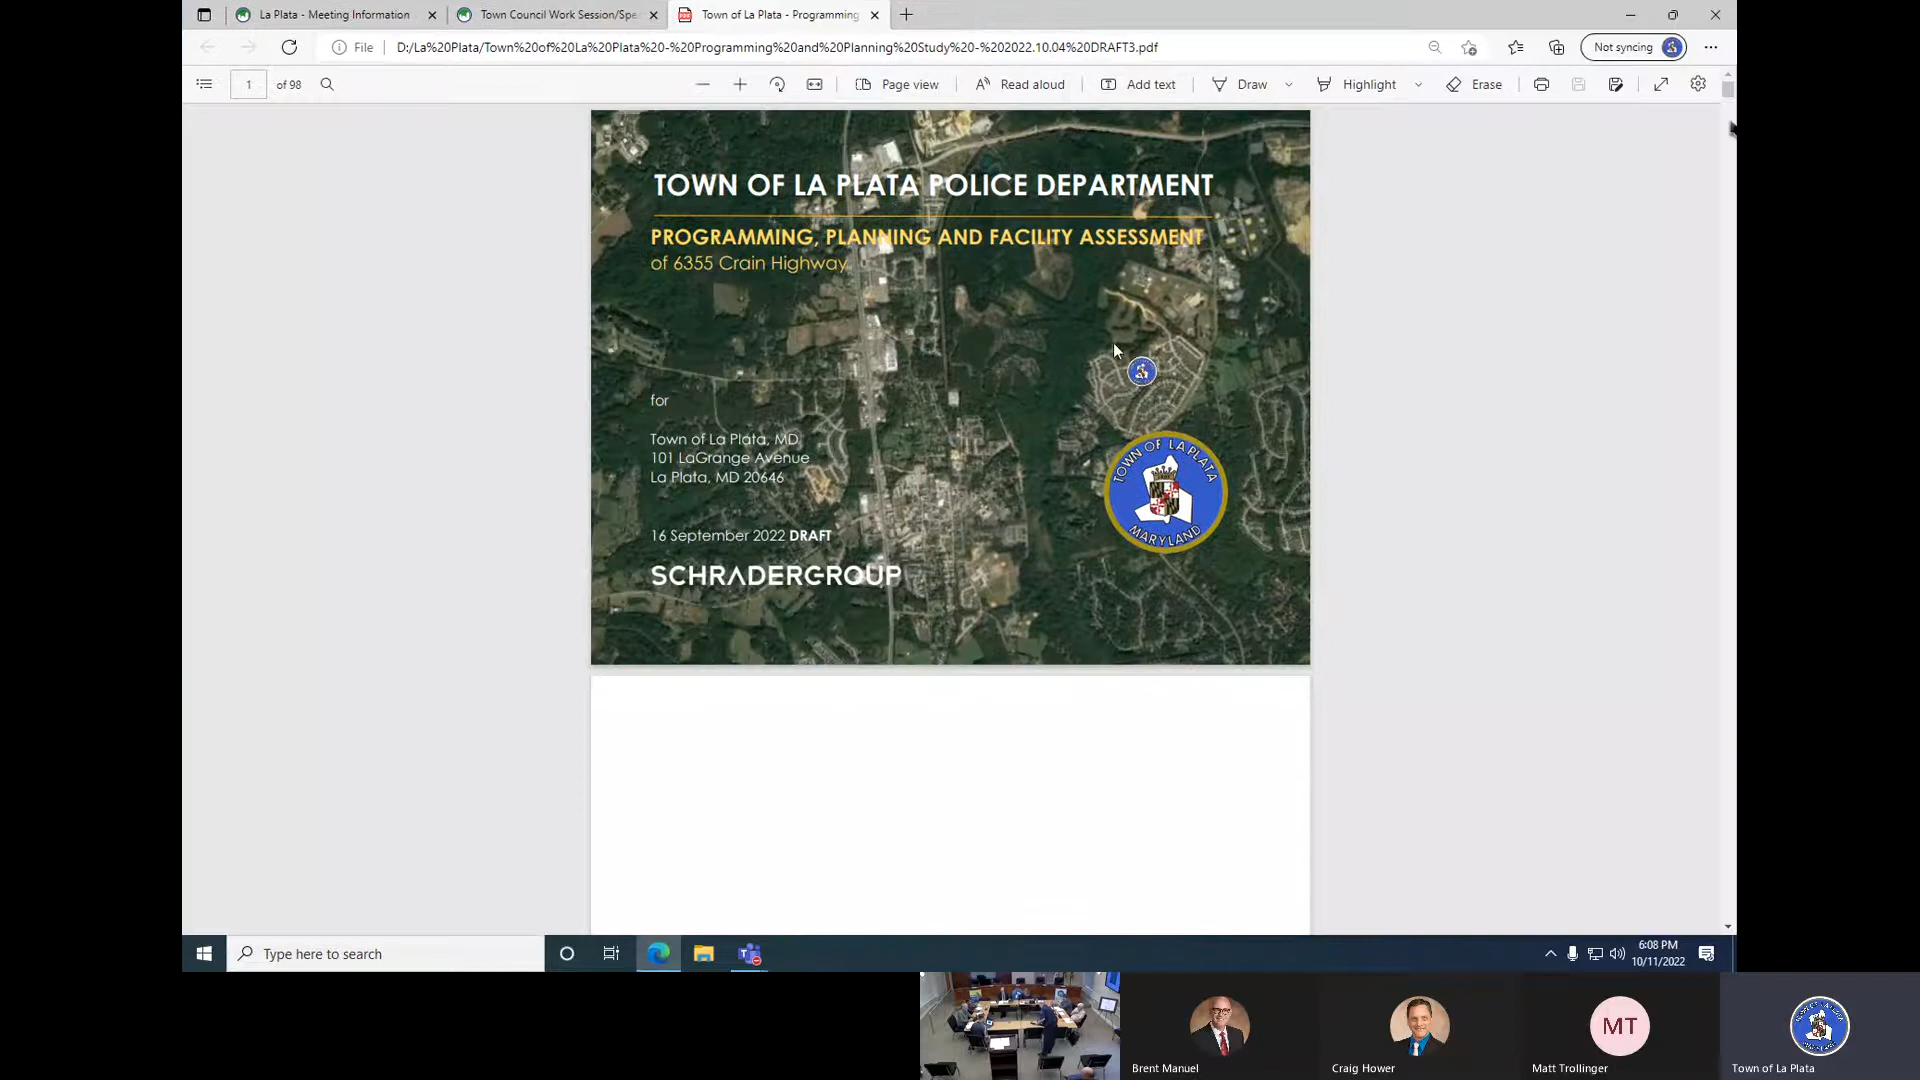 La Plata - Meeting Information
Town Council Work Session/Spe
Town of La Plata - Programming
File
D:/La%20Plata/Town%20of%20La%20Plata%20-%20Programming%20and%20Planning%20Study%20-%202022.10.04%20DRAFT3.pdf
Not syncing
1 of 98
Page view
Read aloud
Add text
Draw
Highlight
Erase
TOWN OF LA PLATA POLICE DEPARTMENT
PROGRAMMING, PLANNING AND FACILITY ASSESSMENT
of 6355 Crain Highway
for
Town of La Plata, MD
101 LaGrange Avenue
La Plata, MD 20646
TOWN OF LA PLATA
MARYLAND
16 September 2022 DRAFT
SCHRADERGROUP
Type here to search
6:08 PM
10/11/2022
MT
Brent Manuel
Craig Hower
Matt Trollinger
Town of La Plata